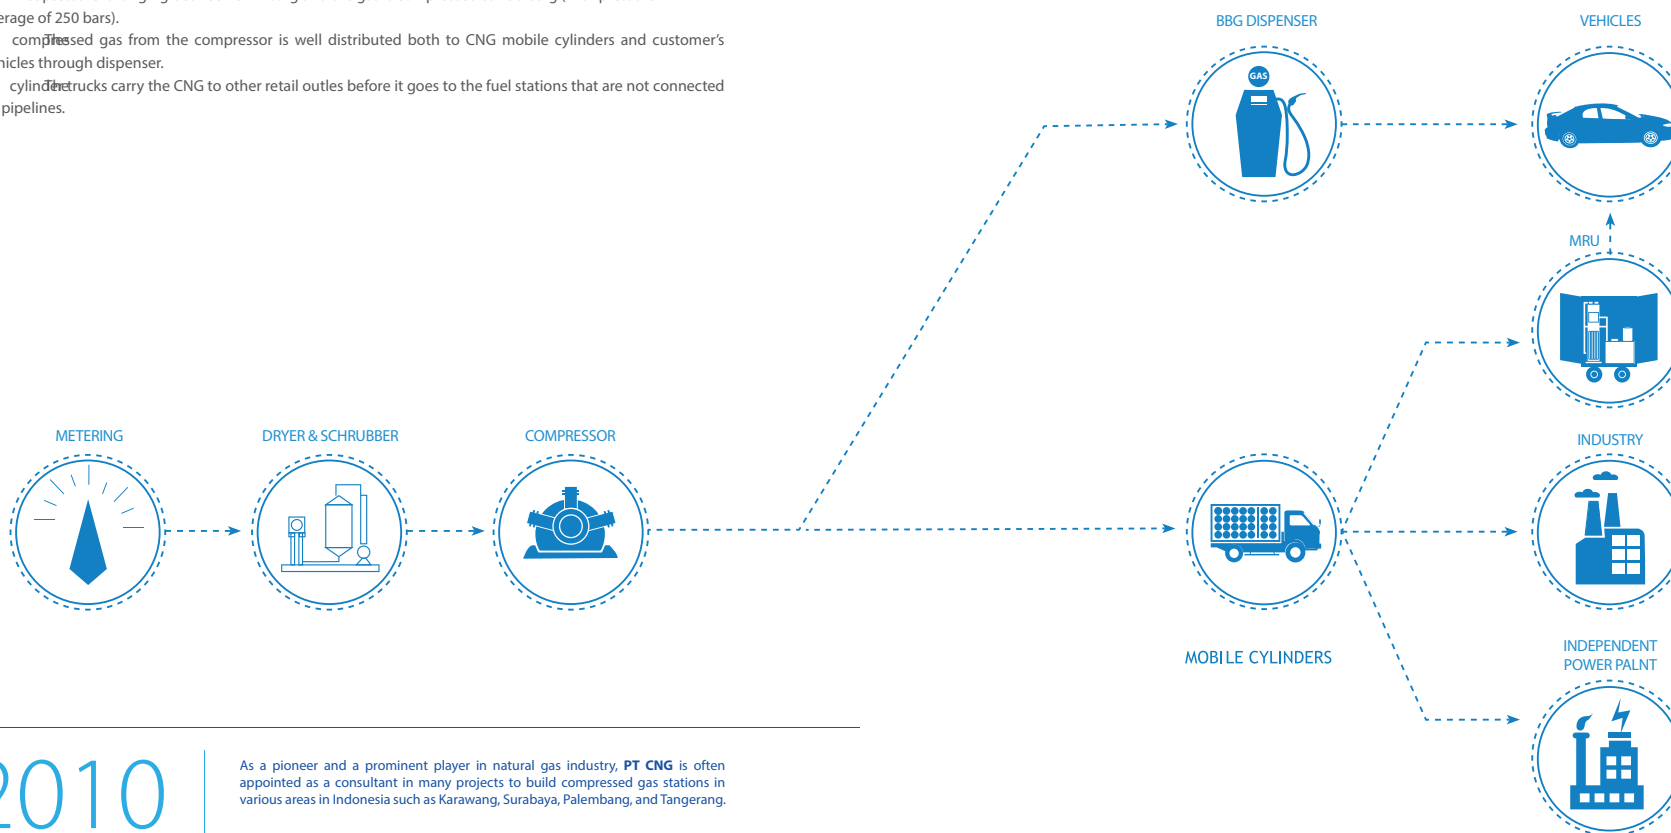 erage of 250 bars).
compressed gas from the compressor is well distributed both to CNG mobile cylinders and customer's
hicles through dispenser.
cylinder trucks carry the CNG to other retail outles before it goes to the fuel stations that are not connected
pipelines.
BBG DISPENSER
VEHICLES
GAS
MRU
METERING
DRYER & SCHRUBBER
COMPRESSOR
INDUSTRY
MOBILE CYLINDERS
INDEPENDENT
POWER PALNT
2010
As a pioneer and a prominent player in natural gas industry, PT CNG is often
appointed as a consultant in many projects to build compressed gas stations in
various areas in Indonesia such as Karawang, Surabaya, Palembang, and Tangerang.